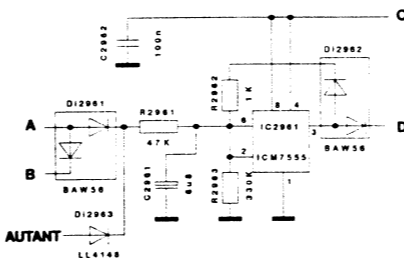 C
C2962
100n
Di2962
Di2961
R2962
1K
A
R2961
8
4
6
IC2961
3
D
47K
2
ICM7555
BAW56
B
BAW56
C2961
6u8
R2963
330K
1
Di2963
AUTANT
LL4148